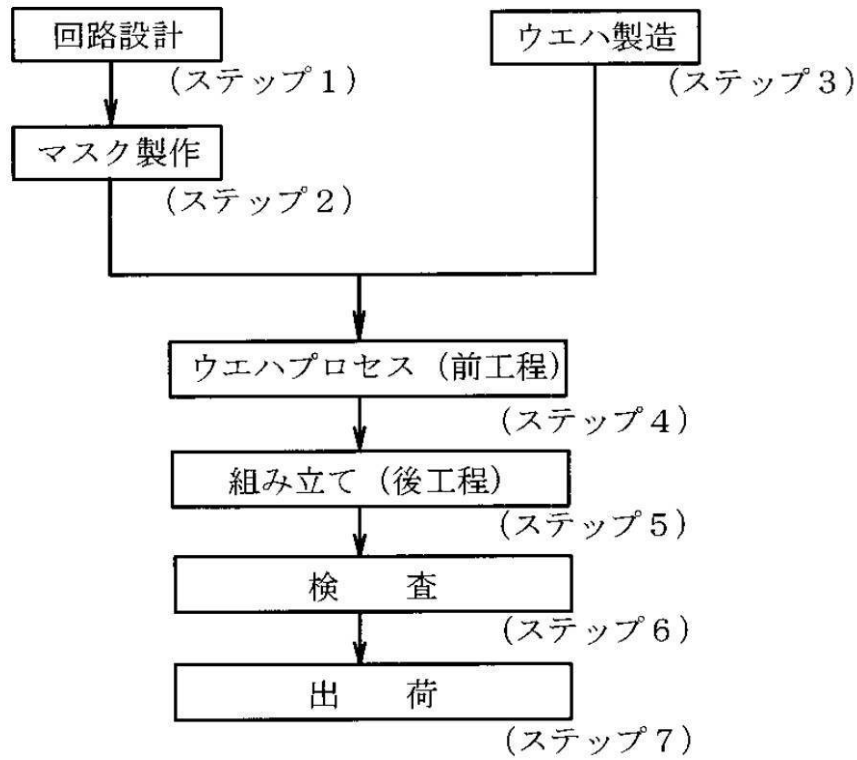 回路設計
(ステップ1)
ウエハ製造
(ステップ3)
マスク製作
(ステップ2)
ウエハプロセス(前工程)
(ステップ4)
組み立て(後工程)
(ステップ5)
検 査
(ステップ6)
出 荷
(ステップ7)